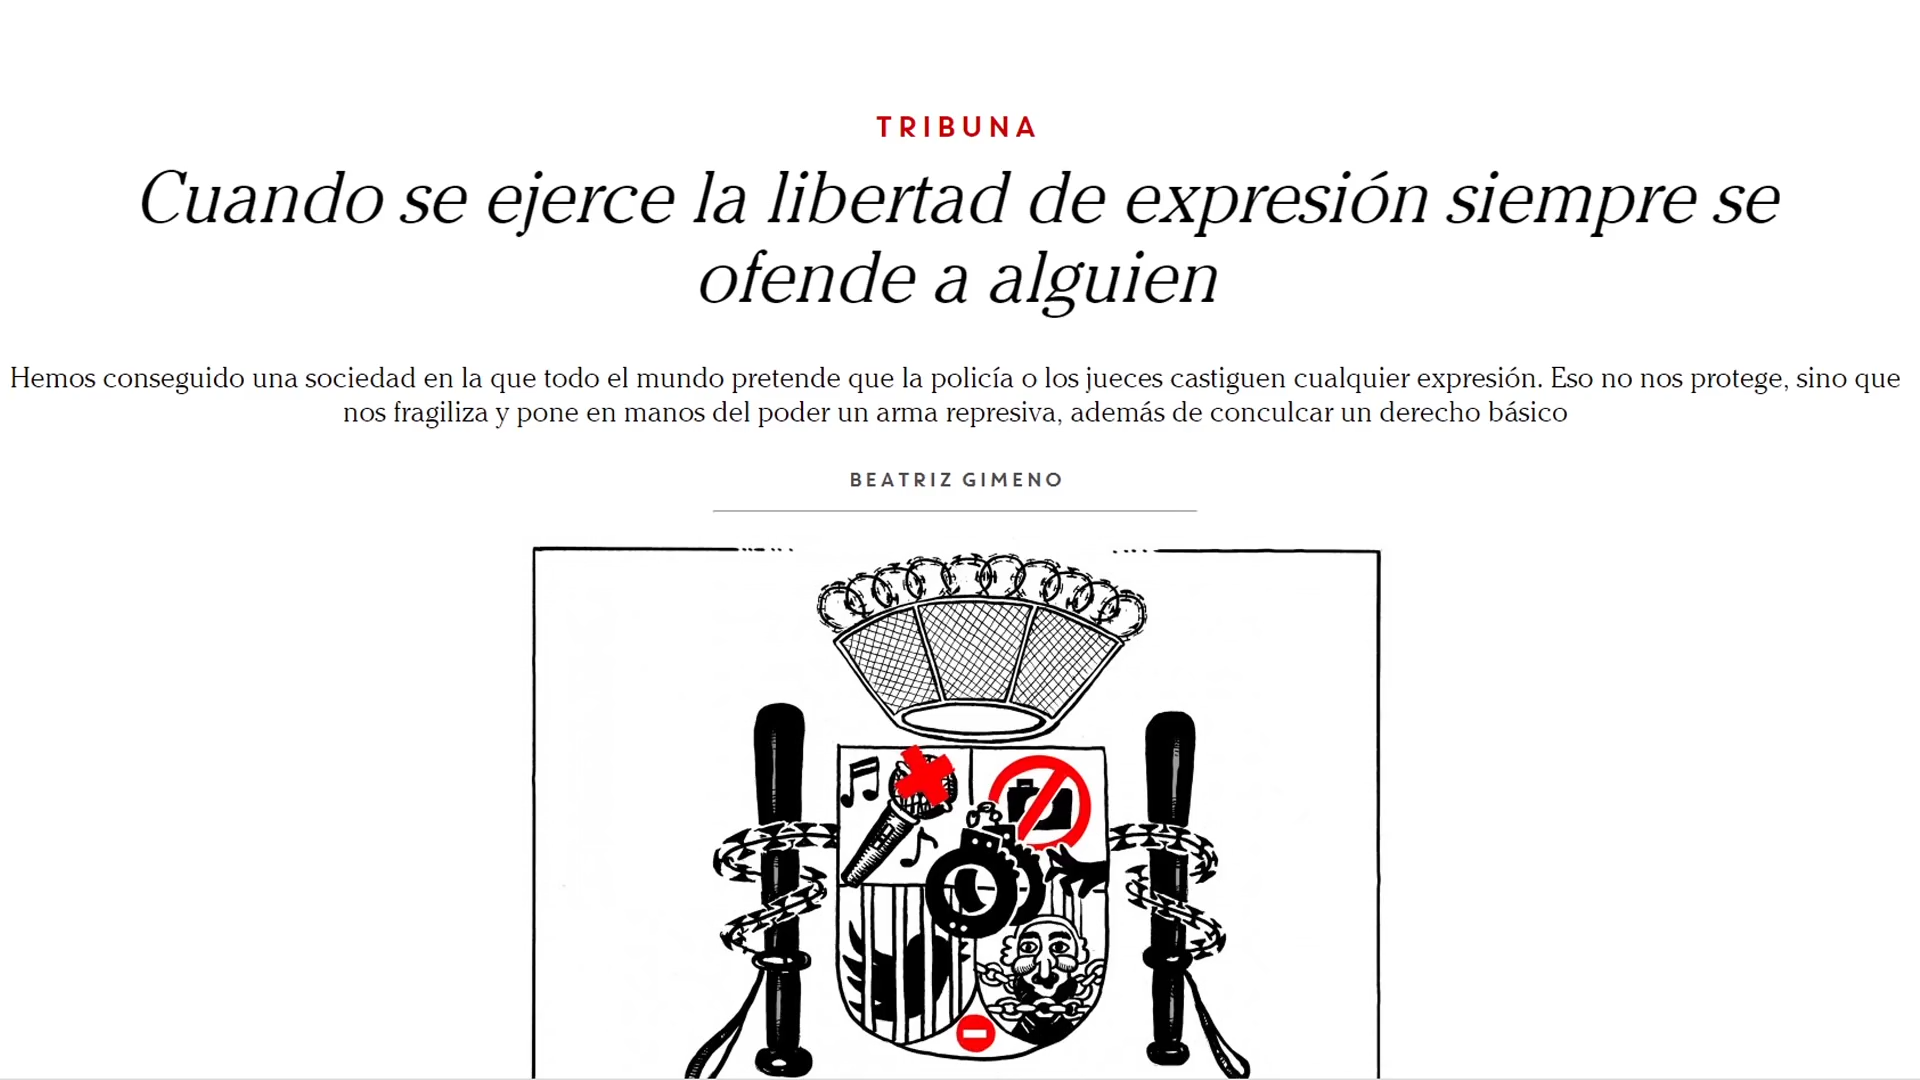 TRIBUNA
Cuando se ejerce la libertad de expresión siempre se
ofende a alguien
Hemos conseguido una sociedad en la que todo el mundo pretende que la policía o los jueces castiguen cualquier expresión. Eso no nos protege, sino que
nos fragiliza y pone en manos del poder un arma represiva, además de conculcar un derecho básico
BEATRIZ GIMENO